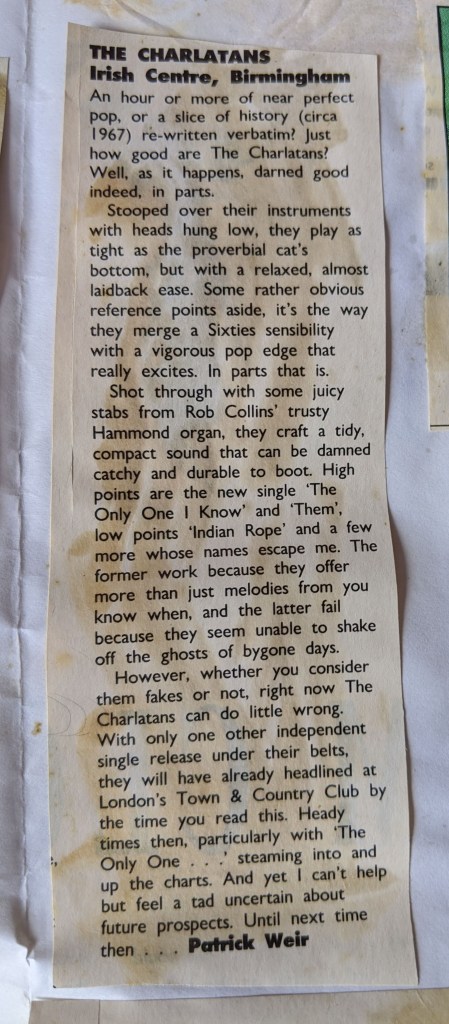 THE CHARLATANS
Irish Centre, Birmingham
An hour or more of near perfect
pop, or a slice of history (circa
1967) re-written verbatim? Just
how good are The Charlatans?
Well, as it happens, darned good
indeed, in parts.
Stooped over their instruments
with heads hung low, they play as
tight as the proverbial cat's
bottom, but with a relaxed, almost
laidback ease. Some rather obvious
reference points aside, it's the way
they merge a Sixties sensibility
with a vigorous pop edge that
really excites. In parts that is.
Shot through with some juicy
stabs from Rob Collins' trusty
Hammond organ, they craft a tidy,
compact sound that can be damned
catchy and durable to boot. High
points are the new single 'The
Only One I Know' and 'Them',
low points 'Indian Rope' and a few
more whose names escape me. The
former work because they offer
more than just melodies from you
know when, and the latter fail
because they seem unable to shake
off the ghosts of bygone days.
However, whether you consider
them fakes or not, right now The
Charlatans can do little wrong.
With only one other independent
single release under their belts,
they will have already headlined at
London's Town & Country Club by
the time you read this. Heady
times then, particularly with 'The
Only One . . .' steaming into and
up the charts. And yet I can't help
but feel a tad uncertain about
future prospects. Until next time
then . . . Patrick Weir